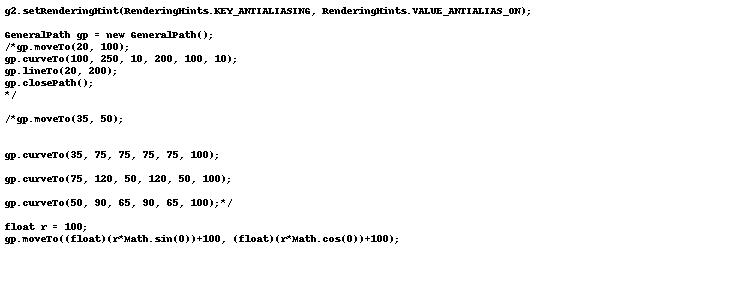 g2.setRenderingHint(RenderingHints.KEY_ANTIALIASING, RenderingHints.VALUE_ANTIALIAS_ON);
GeneralPath gp = new GeneralPath();
/*gp.moveTo(20, 100);
gp.curveTo(100, 250, 10, 200, 100, 10);
gp.lineTo(20, 200);
gp.closePath();
*/
/*gp.moveTo(35, 50);
gp.curveTo(35, 75, 75, 75, 75, 100);
gp.curveTo(75, 120, 50, 120, 50, 100);
gp.curveTo(50, 90, 65, 90, 65, 100);*/
float r = 100;
gp.moveTo((float)(r*Math.sin(0))+100, (float)(r*Math.cos(0))+100);